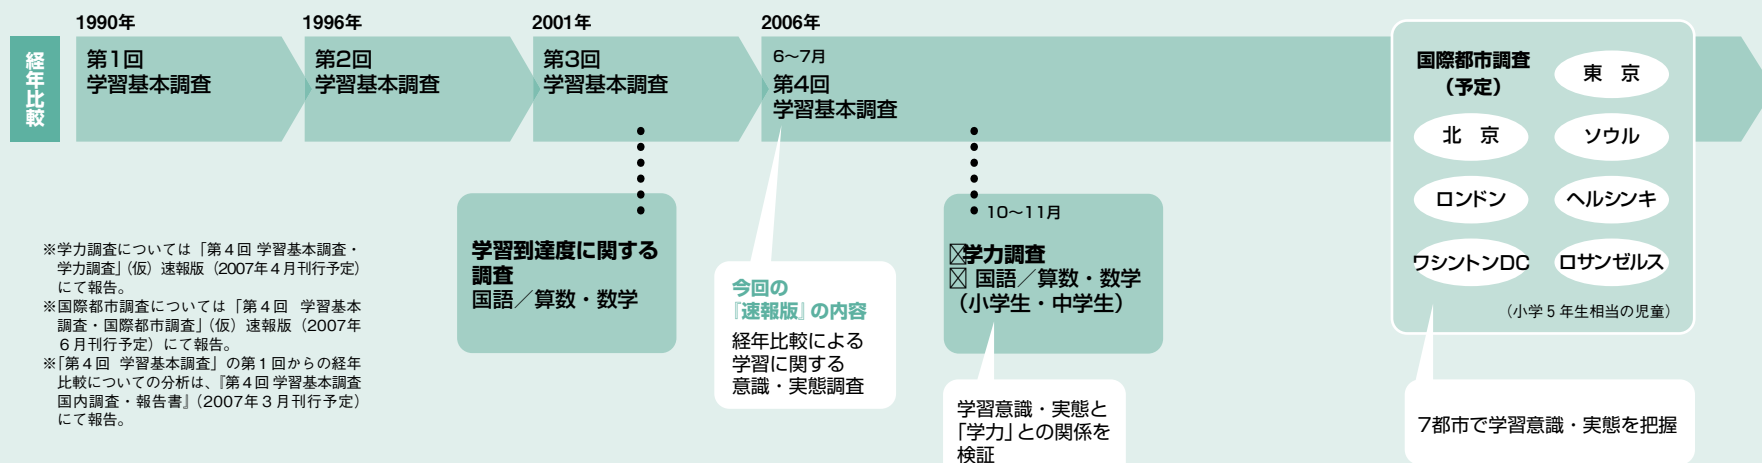 1990年
1996年
2001年
2006年
経年比較
第1回
学習基本調査
第2回
学習基本調査
第3回
学習基本調査
6〜7月
第4回
学習基本調査
国際都市調査
（予定）
東 京
北 京
ソウル
ロンドン
ヘルシンキ
ワシントンDC
ロサンゼルス
（小学5年生相当の児童）
7都市で学習意識・実態を把握
学習到達度に関する
調査
国語／算数・数学
今回の
『速報版』の内容
経年比較による
学習に関する
意識・実態調査
10〜11月
学力調査
国語／算数・数学
（小学生・中学生）
学習意識・実態と
「学力」との関係を
検証
※学力調査については「第4回 学習基本調査・
学力調査」（仮）速報版（2007年4月刊行予定）
にて報告。
※国際都市調査については「第4回 学習基本
調査・国際都市調査」（仮）速報版（2007年
6月刊行予定）にて報告。
※「第4回 学習基本調査」の第1回からの経年
比較についての分析は、『第4回 学習基本調査
国内調査・報告書』（2007年3月刊行予定）
にて報告。